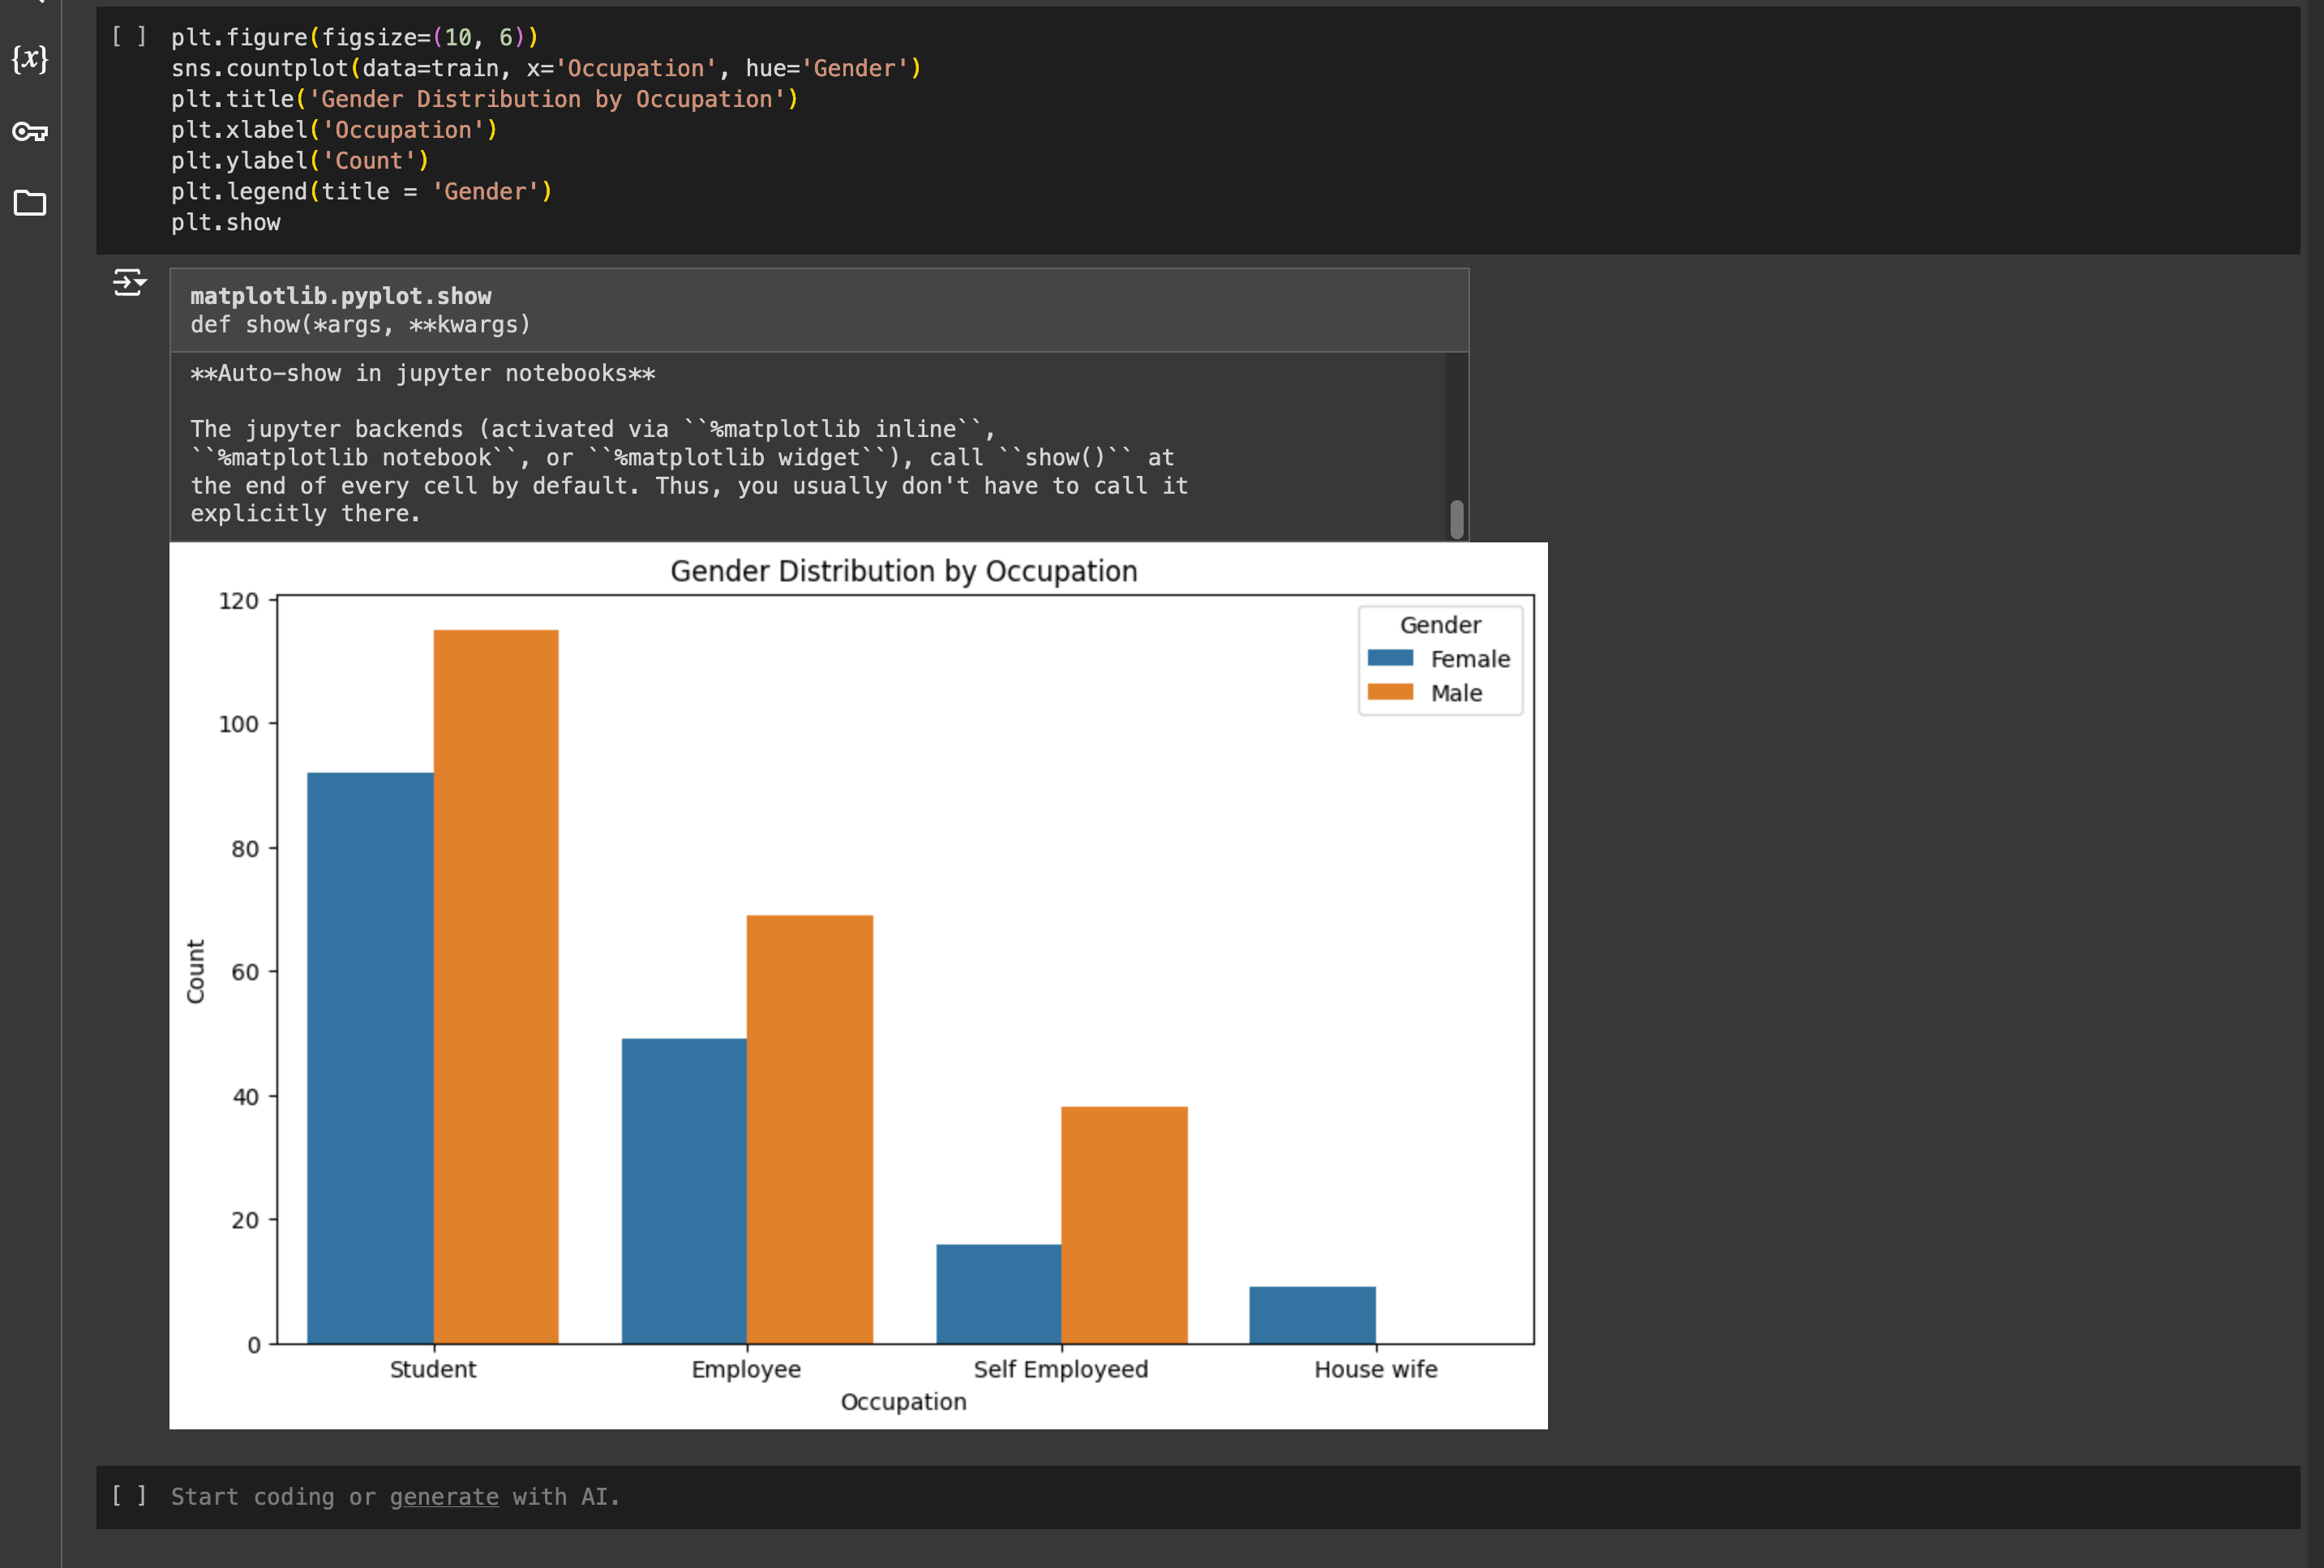 {x}
[ ] plt.figure(figsize=(10, 6))
sns.countplot(data=train, x='Occupation', hue='Gender')
plt.title('Gender Distribution by Occupation')
plt.xlabel('Occupation')
plt.ylabel('Count')
plt.legend(title = 'Gender')
plt.show
matplotlib.pyplot.show
def show(*args, **kwargs)
**Auto-show in jupyter notebooks**
The jupyter backends (activated via ``%matplotlib inline``,
``%matplotlib notebook``, or ``%matplotlib widget``), call ``show()`` at
the end of every cell by default. Thus, you usually don't have to call it
explicitly there.
Gender Distribution by Occupation
Gender
Female
Male
120
100
80
60
40
20
0
Count
Student Employee Self Employeed House wife
Occupation
[ ] Start coding or generate with AI.